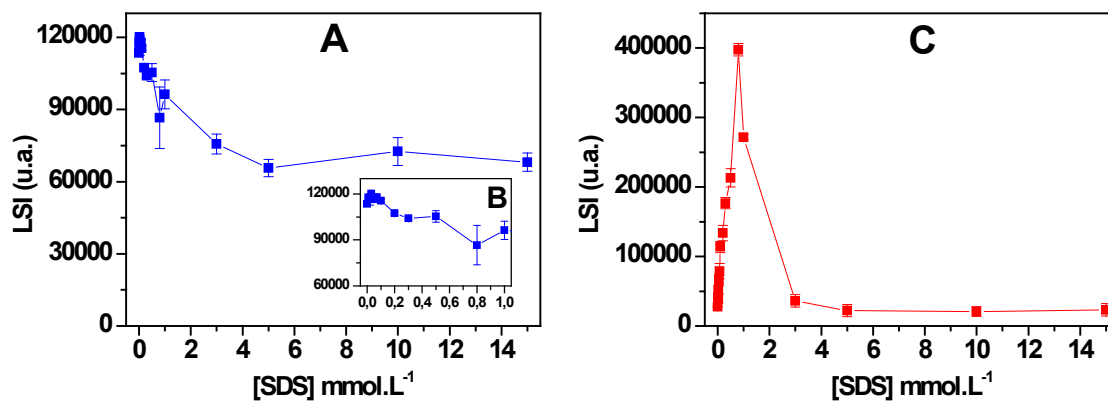 A
LSI (u.a.)
120000
90000
60000
30000
0
B
120000
90000
60000
0,0 0,2 0,4 0,6 0,8 1,0
0 2 4 6 8 10 12 14
[SDS] mmol.L-1
C
LSI (u.a.)
400000
300000
200000
100000
0
0 2 4 6 8 10 12 14
[SDS] mmol.L-1